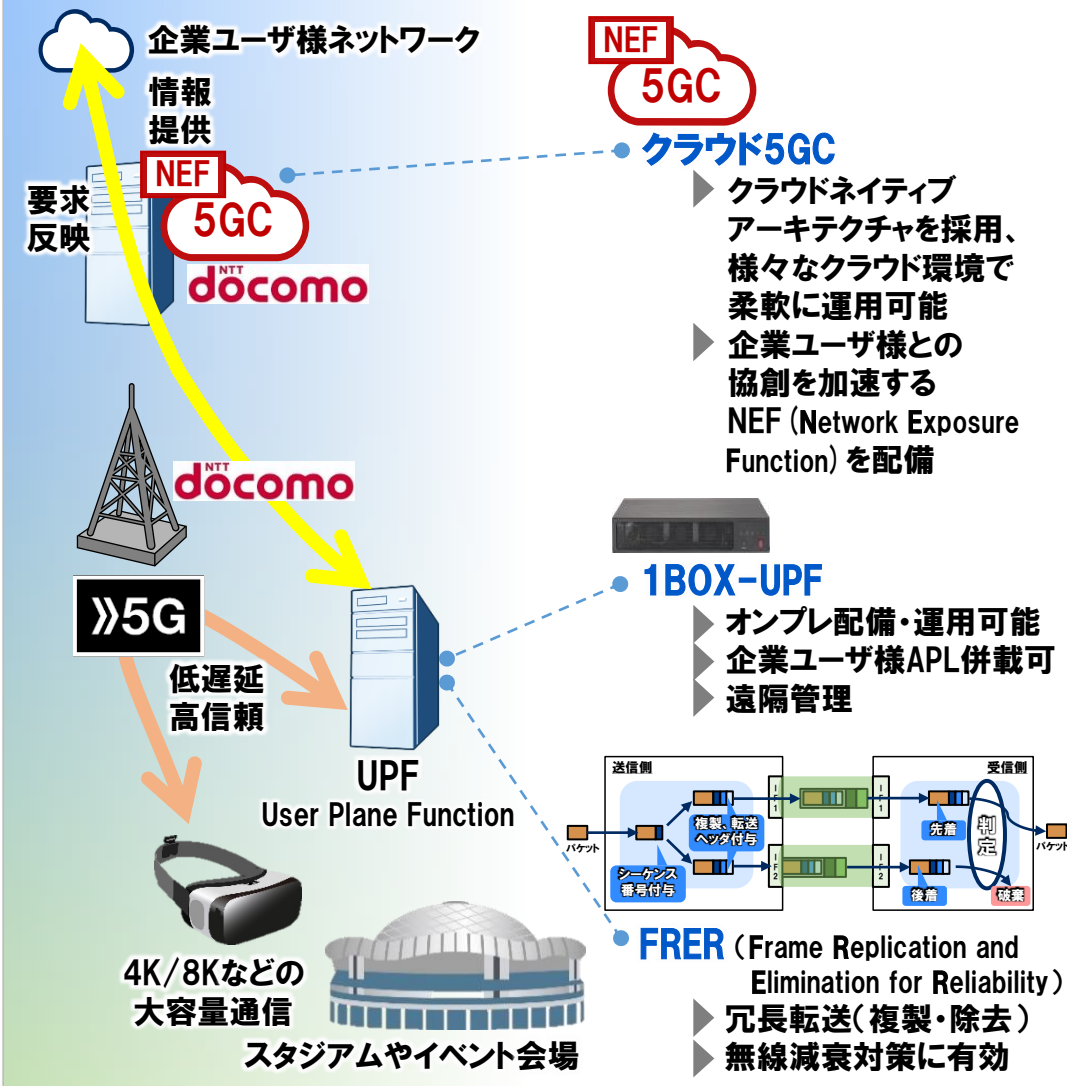 企業ユーザ様ネットワーク
情報
提供
要求
反映
NEF
5GC
NTT
döcomo
NTT
döcomo
》5G
低遅延
高信頼
UPF
User Plane Function
4K/8Kなどの
大容量通信
スタジアムやイベント会場
NEF
5GC
クラウド5GC
クラウドネイティブ
アーキテクチャを採用、
様々なクラウド環境で
柔軟に運用可能
企業ユーザ様との
協創を加速する
NEF(Network Exposure
Function)を配備
1BOX-UPF
オンプレ配備・運用可能
企業ユーザ様APL併載可
遠隔管理
送信側
パケット
シーケンス
番号付与
複製、転送
ヘッダ付与
IF1
IF2
IF1
IF2
受信側
先着
後着
判定
破棄
パケット
FRER(Frame Replication and
Elimination for Reliability)
冗長転送(複製・除去)
無線減衰対策に有効